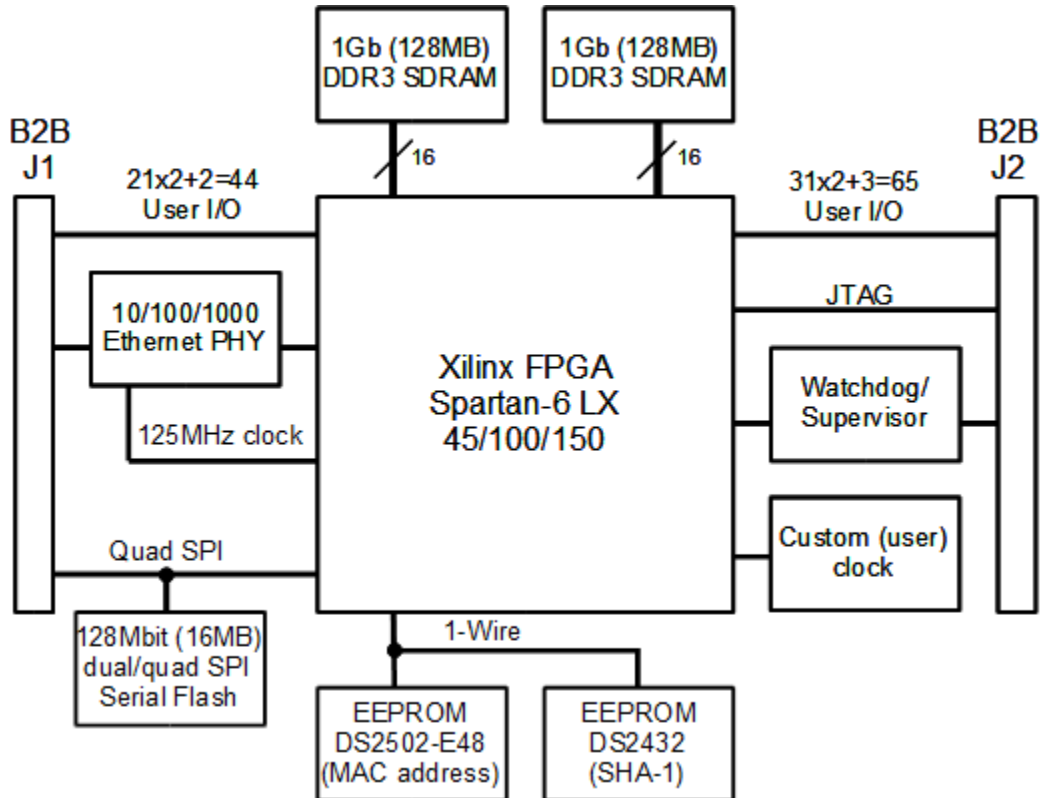 1Gb (128MB)
DDR3 SDRAM
1Gb (128MB)
DDR3 SDRAM
B2B
J1
B2B
J2
16
16
21x2+2=44
User I/O
31x2+3=65
User I/O
10/100/1000
Ethernet PHY
JTAG
Xilinx FPGA
Spartan-6 LX
45/100/150
Watchdog/
Supervisor
125MHz clock
Custom (user)
clock
Quad SPI
128Mbit (16MB)
dual/quad SPI
Serial Flash
1-Wire
EEPROM
DS2502-E48
(MAC address)
EEPROM
DS2432
(SHA-1)